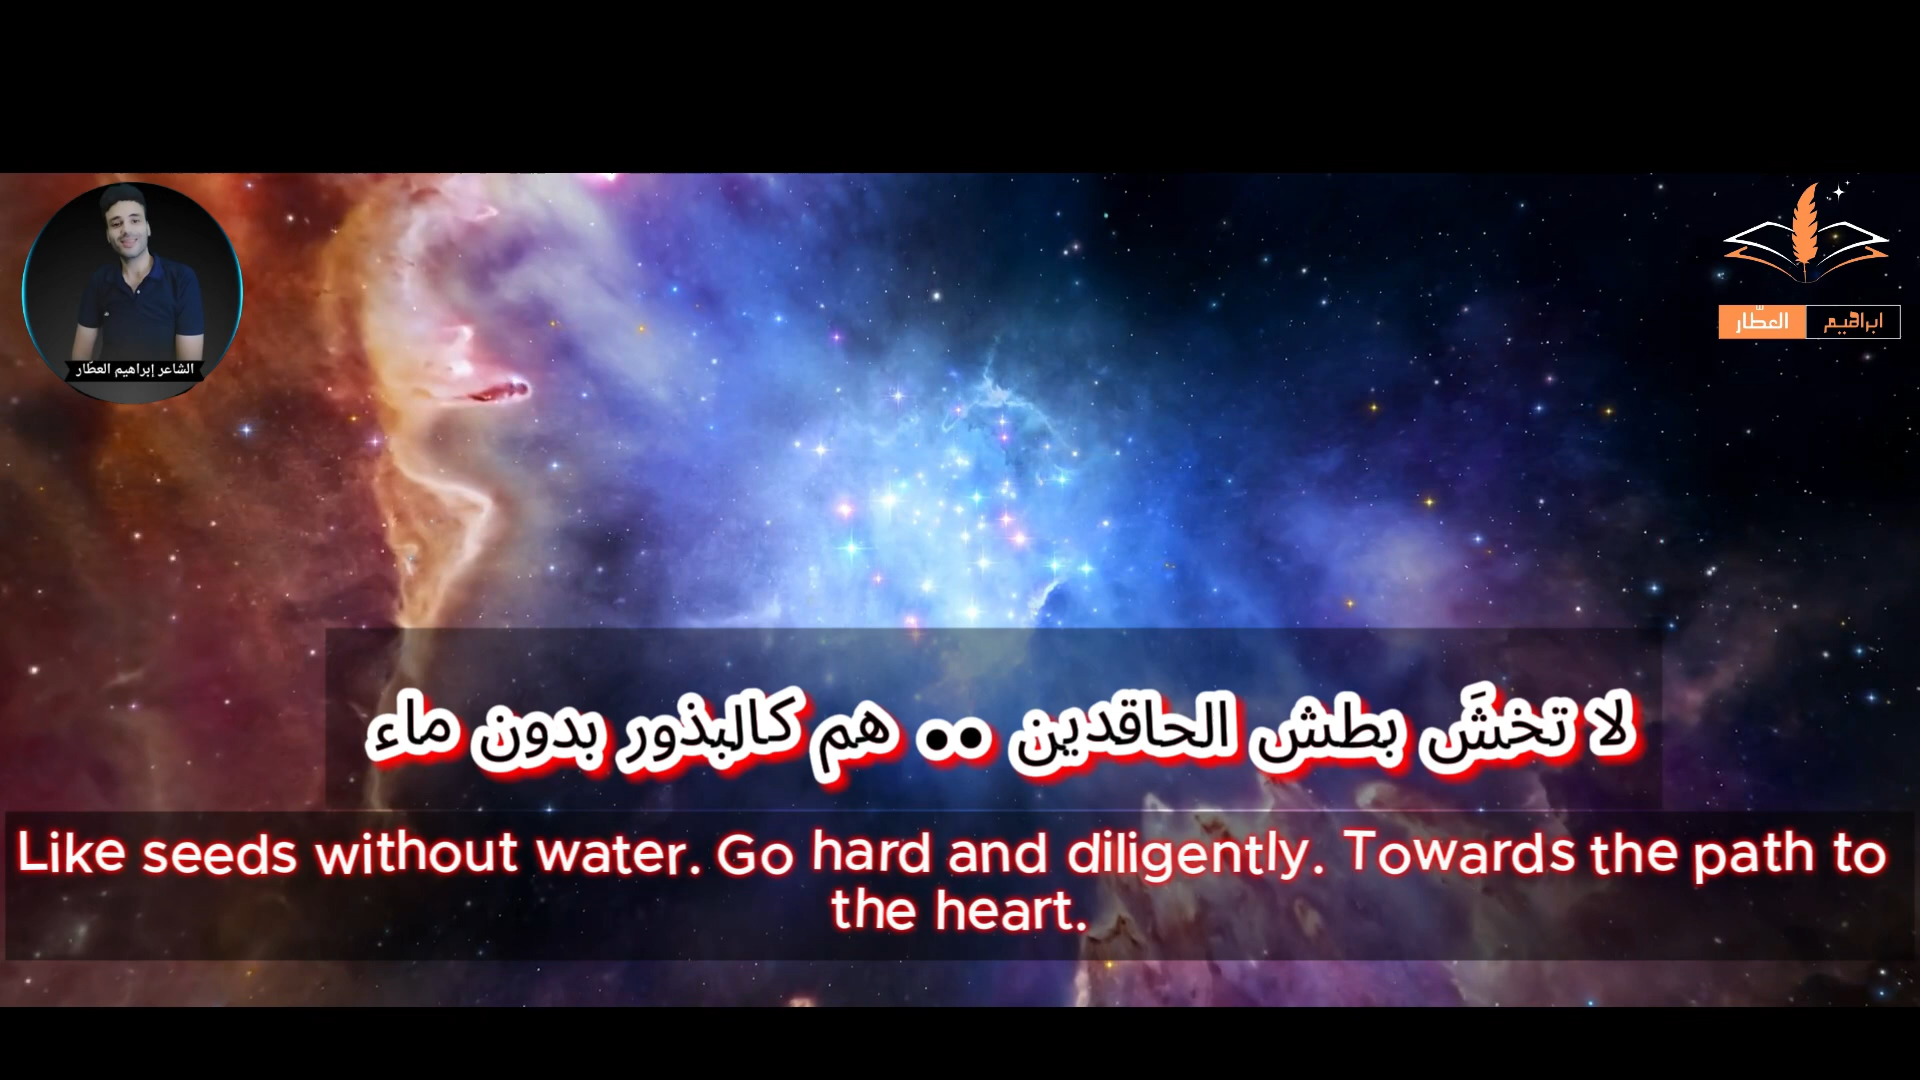 الشاعر إبراهيم العطّار
ابراهيم العطّار
لا تخشَ بطش الحاقدين .. هم كالبذور بدون ماء
Like seeds without water. Go hard and diligently. Towards the path to
the heart.